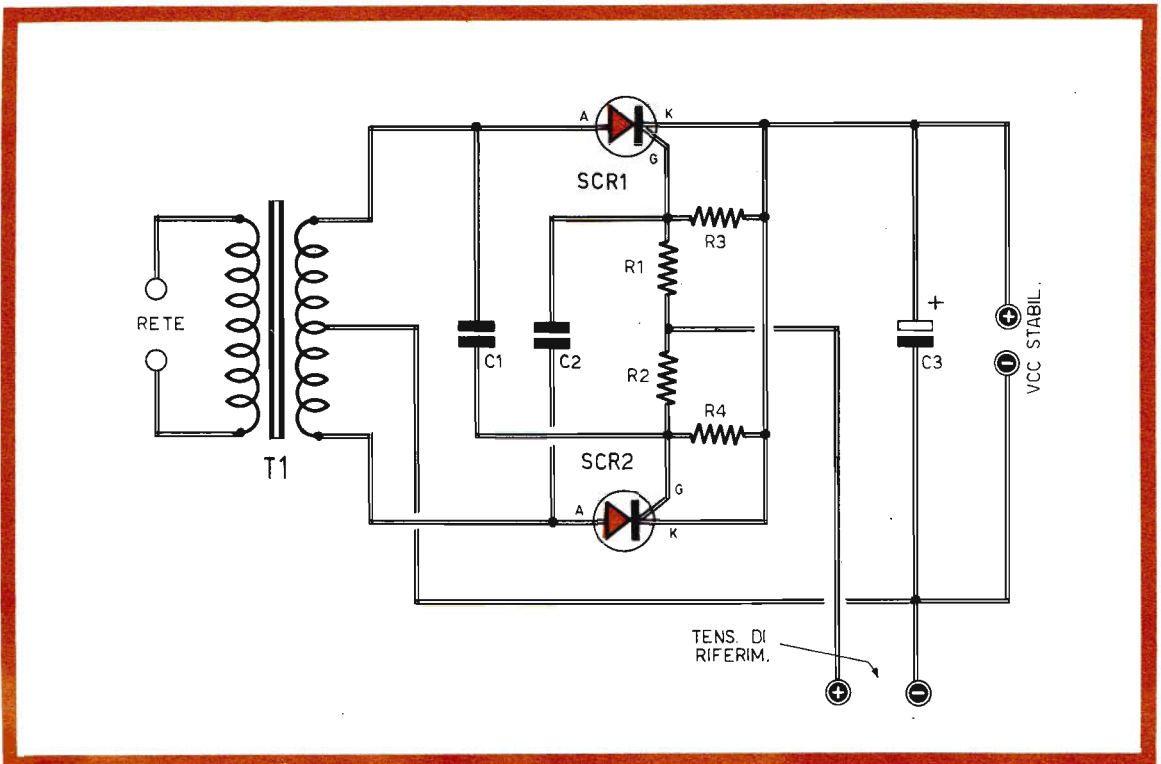 A
K
G
SCR1
R3
R1
RETE
C1
C2
R2
+
C3
+
-
VCC STABIL.
R4
T1
SCR2
G
A
K
TENS. DI
RIFERIM.
+
-